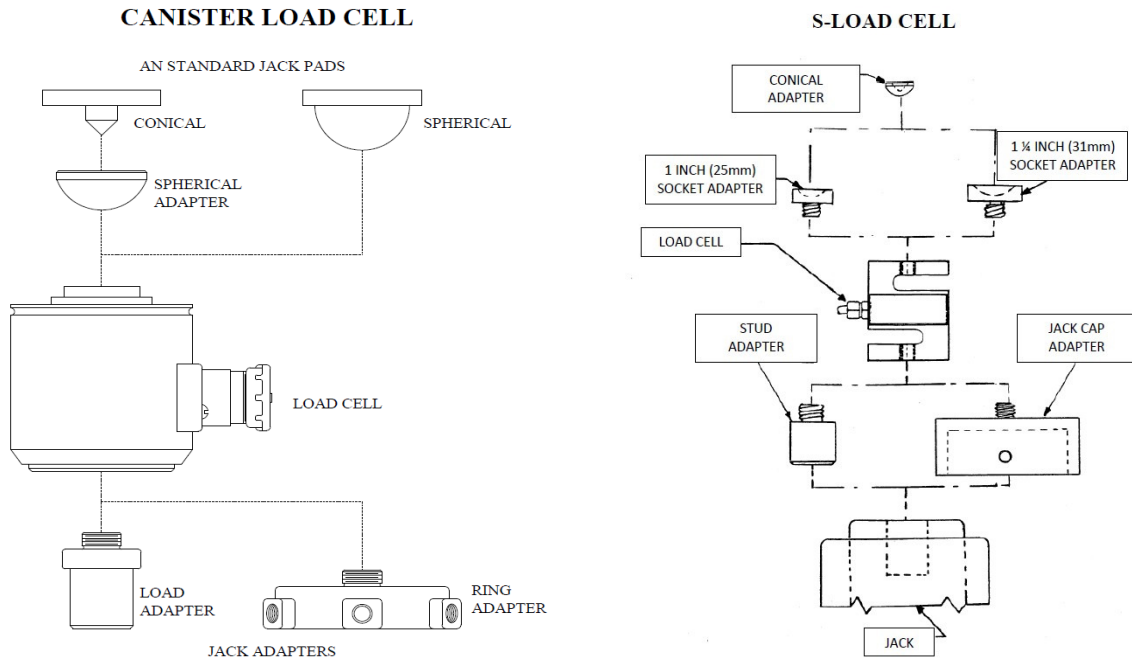 CANISTER LOAD CELL
AN STANDARD JACK PADS
CONICAL
SPHERICAL
SPHERICAL
ADAPTER
LOAD CELL
LOAD
ADAPTER
RING
ADAPTER
JACK ADAPTERS
S-LOAD CELL
CONICAL
ADAPTER
1 INCH (25mm)
SOCKET ADAPTER
1 ¼ INCH (31mm)
SOCKET ADAPTER
LOAD CELL
STUD
ADAPTER
JACK CAP
ADAPTER
JACK